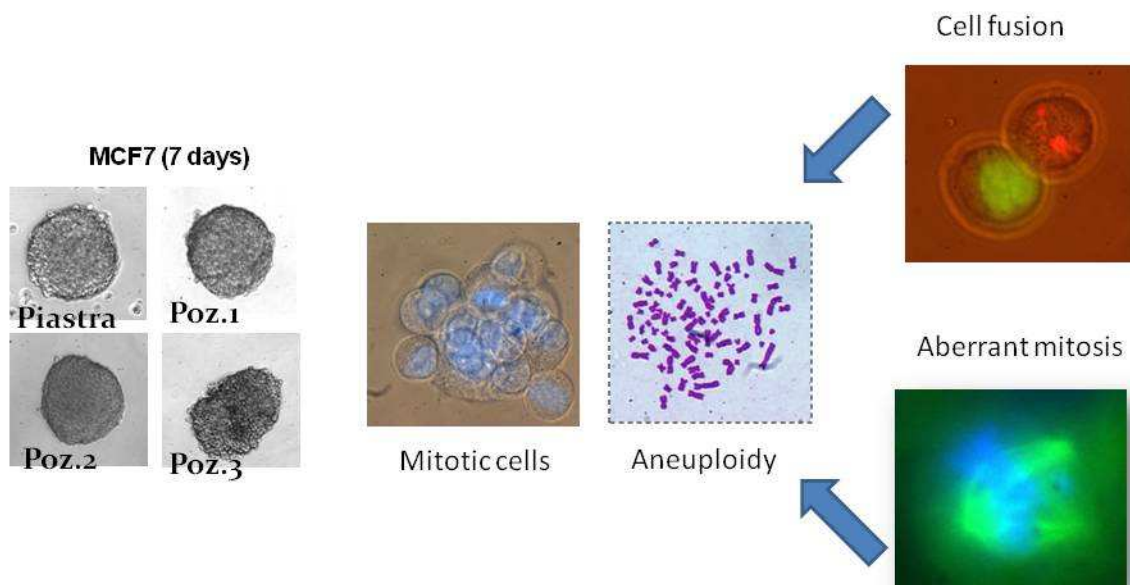 Cell fusion
MCF7 (7 days)
Piastra
Poz.1
Poz.2
Poz.3
Mitotic cells
Aneuploidy
Aberrant mitosis